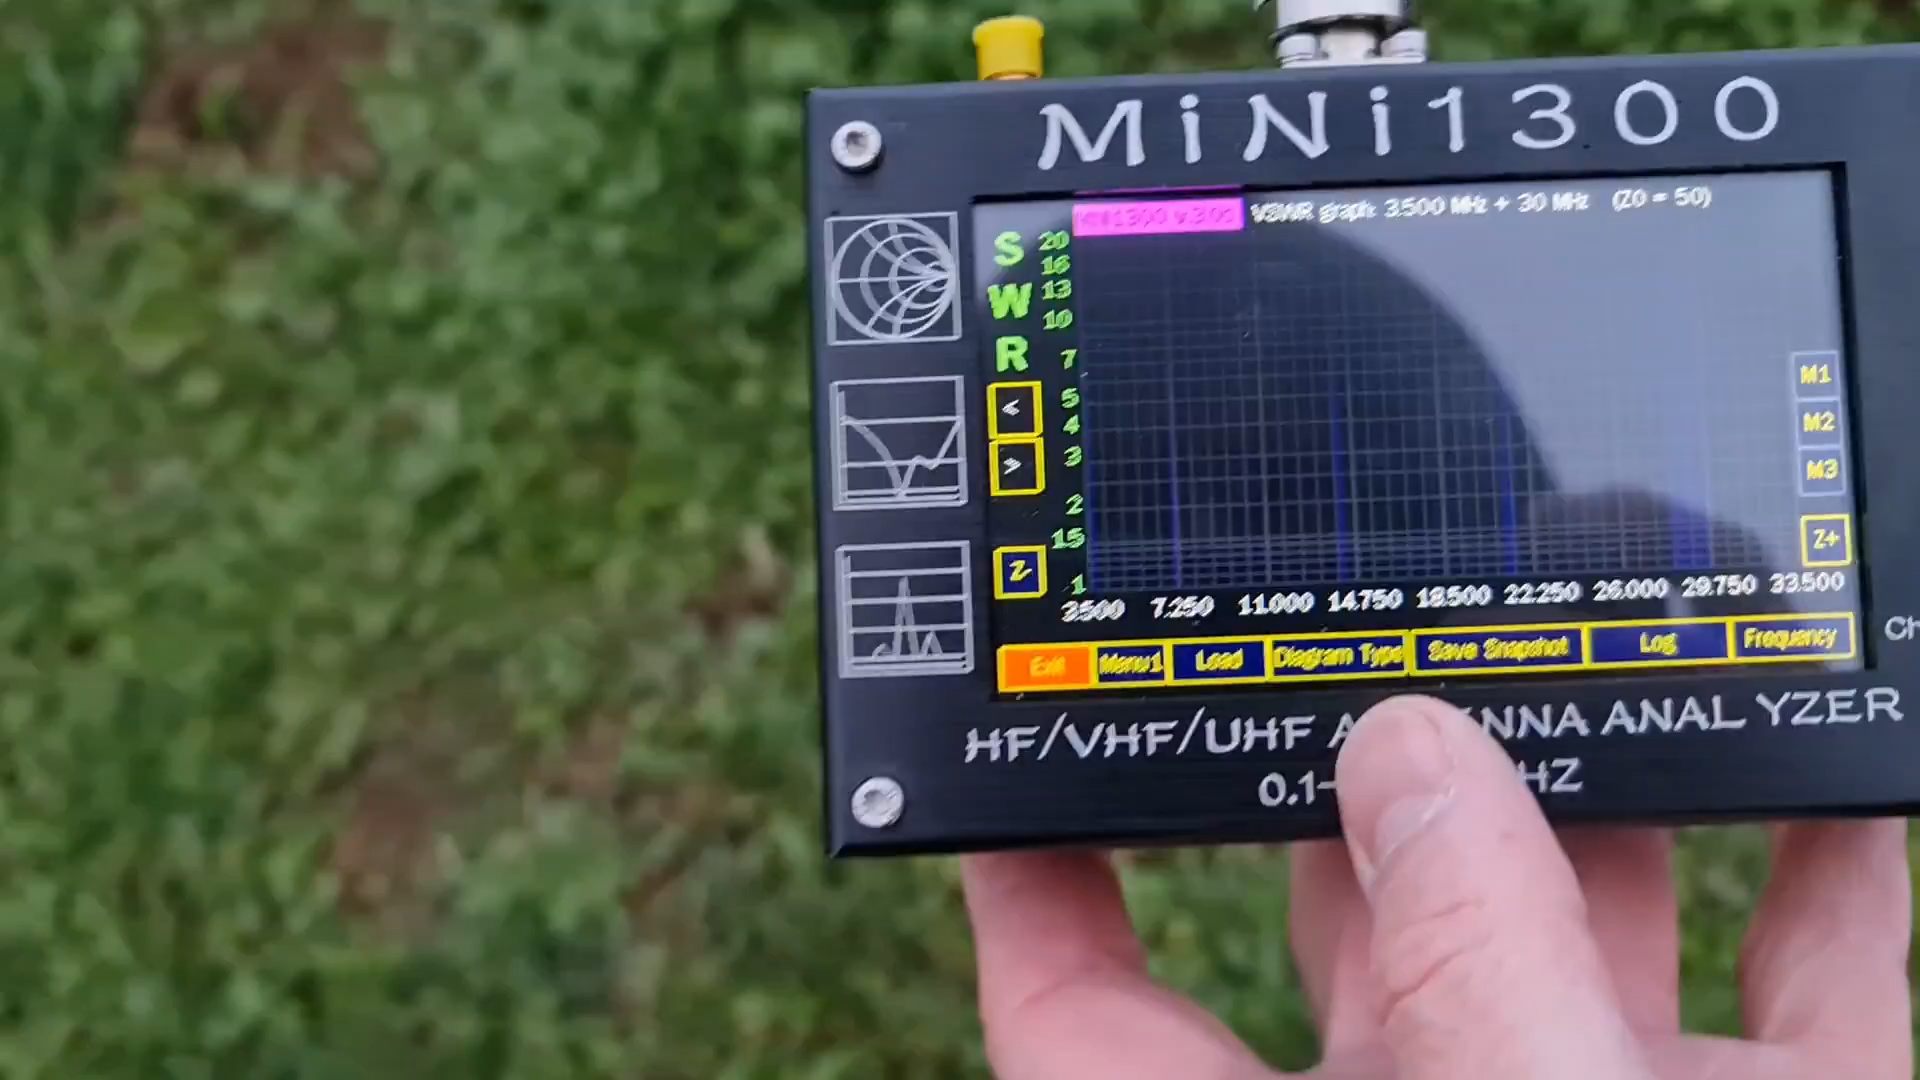 MiNi1300
VSWR graph: 3.500 MHz + 30 MHz (Z0 = 50)
S
W
R
20
16
13
10
7
5
4
3
2
1.5
1
<
>
Z-
M1
M2
M3
Z+
3.500 7.250 11.000 14.750 18.500 22.250 26.000 29.750 33.500
Exit Menu1 Load Diagram Type Save Snapshot Log Frequency
HF/VHF/UHF ANALYZER
0.1- HZ
Ch